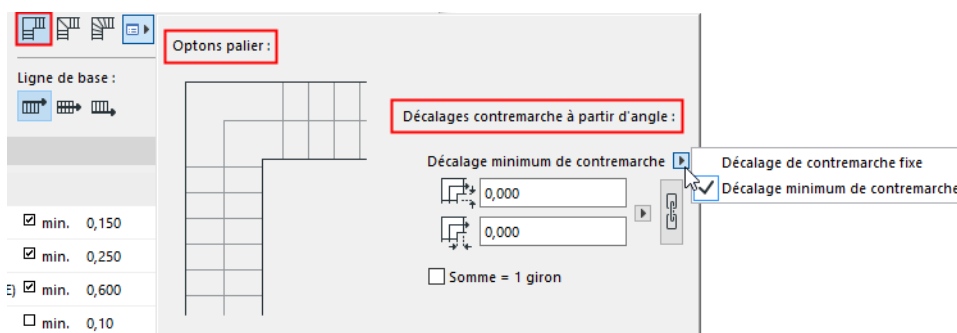 Optons palier :
Ligne de base :
Décalages contremarche à partir d'angle :
Décalage minimum de contremarche
Décalage de contremarche fixe
Décalage minimum de contremarche
0,000
0,000
Somme = 1 giron
min. 0,150
min. 0,250
E) min. 0,600
min. 0,10